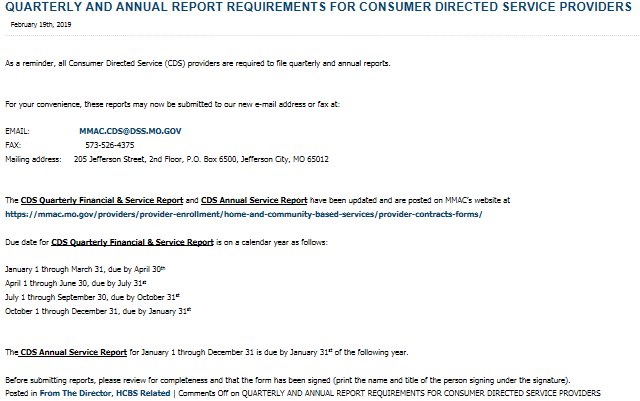 QUARTERLY AND ANNUAL REPORT REQUIREMENTS FOR CONSUMER DIRECTED SERVICE PROVIDERS
February 19th, 2019
As a reminder, all Consumer Directed Service (CDS) providers are required to file quarterly and annual reports.
For your convenience, these reports may now be submitted to our new e-mail address or fax at:
EMAIL: MMAC.CDS@DSS.MO.GOV
FAX: 573-526-4375
Mailing address: 205 Jefferson Street, 2nd Floor, P.O. Box 6500, Jefferson City, MO 65012
The CDS Quarterly Financial & Service Report and CDS Annual Service Report have been updated and are posted on MMAC's website at
https://mmac.mo.gov/providers/provider-enrollment/home-and-community-based-services/provider-contracts-forms/
Due date for CDS Quarterly Financial & Service Report is on a calendar year as follows:
January 1 through March 31, due by April 30th
April 1 through June 30, due by July 31st
July 1 through September 30, due by October 31st
October 1 through December 31, due by January 31st
The CDS Annual Service Report for January 1 through December 31 is due by January 31st of the following year.
Before submitting reports, please review for completeness and that the form has been signed (print the name and title of the person signing under the signature).
Posted in From The Director, HCBS Related | Comments Off on QUARTERLY AND ANNUAL REPORT REQUIREMENTS FOR CONSUMER DIRECTED SERVICE PROVIDERS